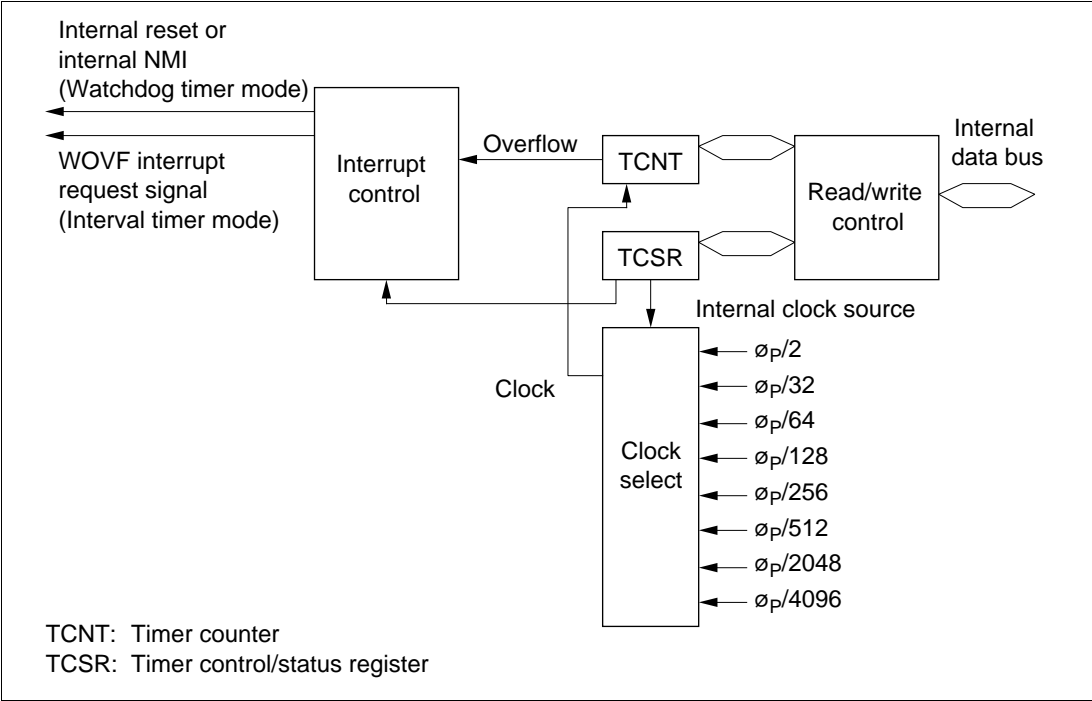 Internal reset or
internal NMI
(Watchdog timer mode)
WOVF interrupt
request signal
(Interval timer mode)
Interrupt
control
Overflow
TCNT
TCSR
Read/write
control
Internal
data bus
Internal clock source
Clock
Clock
select
øP/2
øP/32
øP/64
øP/128
øP/256
øP/512
øP/2048
øP/4096
TCNT: Timer counter
TCSR: Timer control/status register